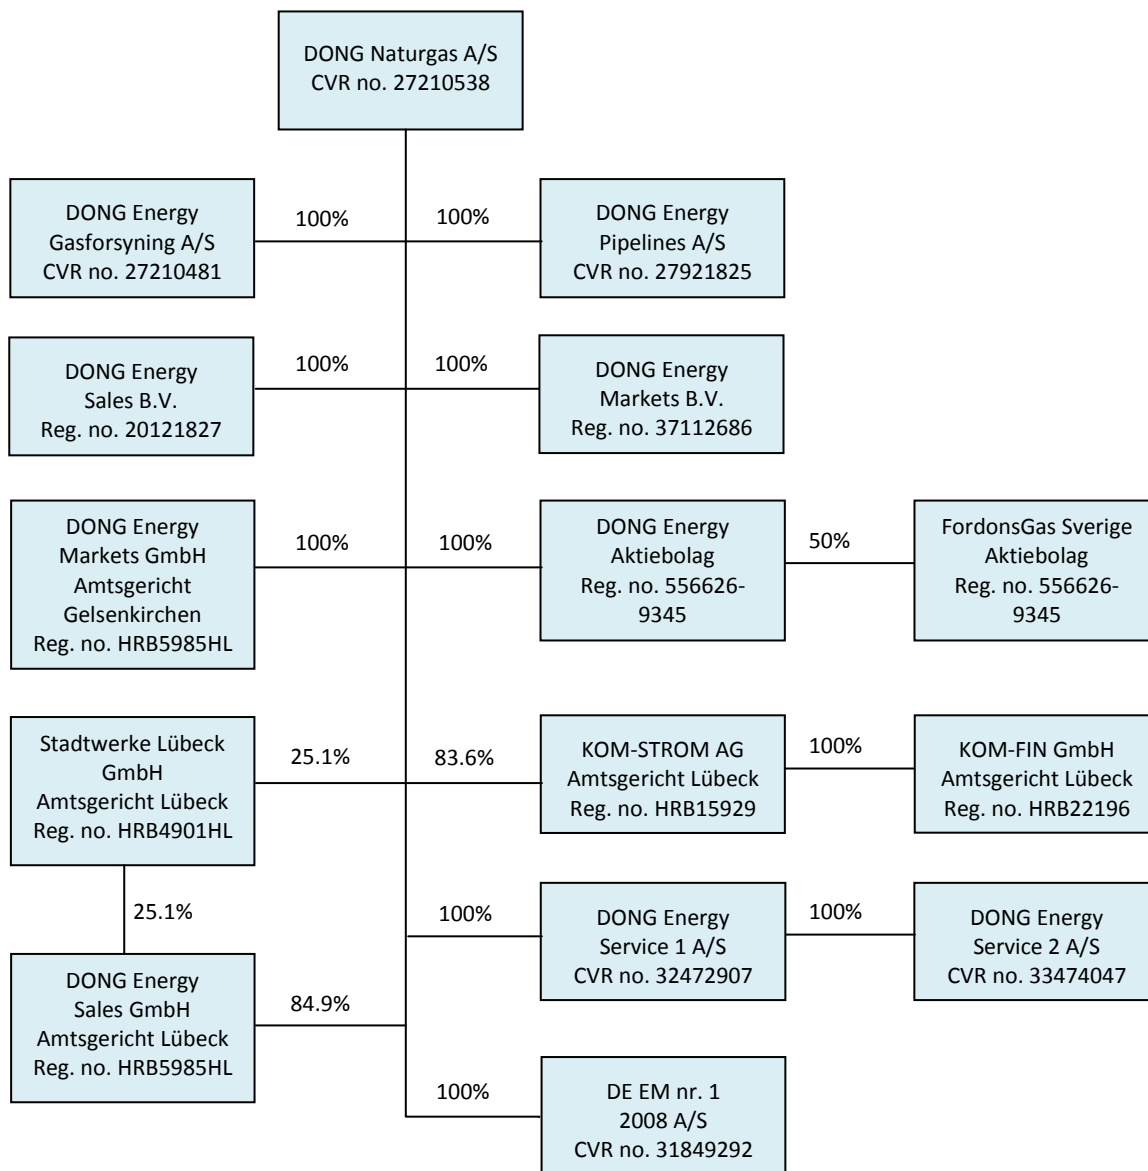 DONG Naturgas A/S
CVR no. 27210538
DONG Energy
Gasforsyning A/S
CVR no. 27210481
100%
100%
DONG Energy
Pipelines A/S
CVR no. 27921825
DONG Energy
Sales B.V.
Reg. no. 20121827
100%
100%
DONG Energy
Markets B.V.
Reg. no. 37112686
DONG Energy
Markets GmbH
Amtsgericht
Gelsenkirchen
Reg. no. HRB5985HL
100%
100%
DONG Energy
Aktiebolag
Reg. no. 556626-
9345
50%
FordonsGas Sverige
Aktiebolag
Reg. no. 556626-
9345
Stadtwerke Lübeck
GmbH
Amtsgericht Lübeck
Reg. no. HRB4901HL
25.1%
83.6%
KOM-STROM AG
Amtsgericht Lübeck
Reg. no. HRB15929
100%
KOM-FIN GmbH
Amtsgericht Lübeck
Reg. no. HRB22196
25.1%
100%
DONG Energy
Service 1 A/S
CVR no. 32472907
100%
DONG Energy
Service 2 A/S
CVR no. 33474047
DONG Energy
Sales GmbH
Amtsgericht Lübeck
Reg. no. HRB5985HL
84.9%
100%
DE EM nr. 1
2008 A/S
CVR no. 31849292